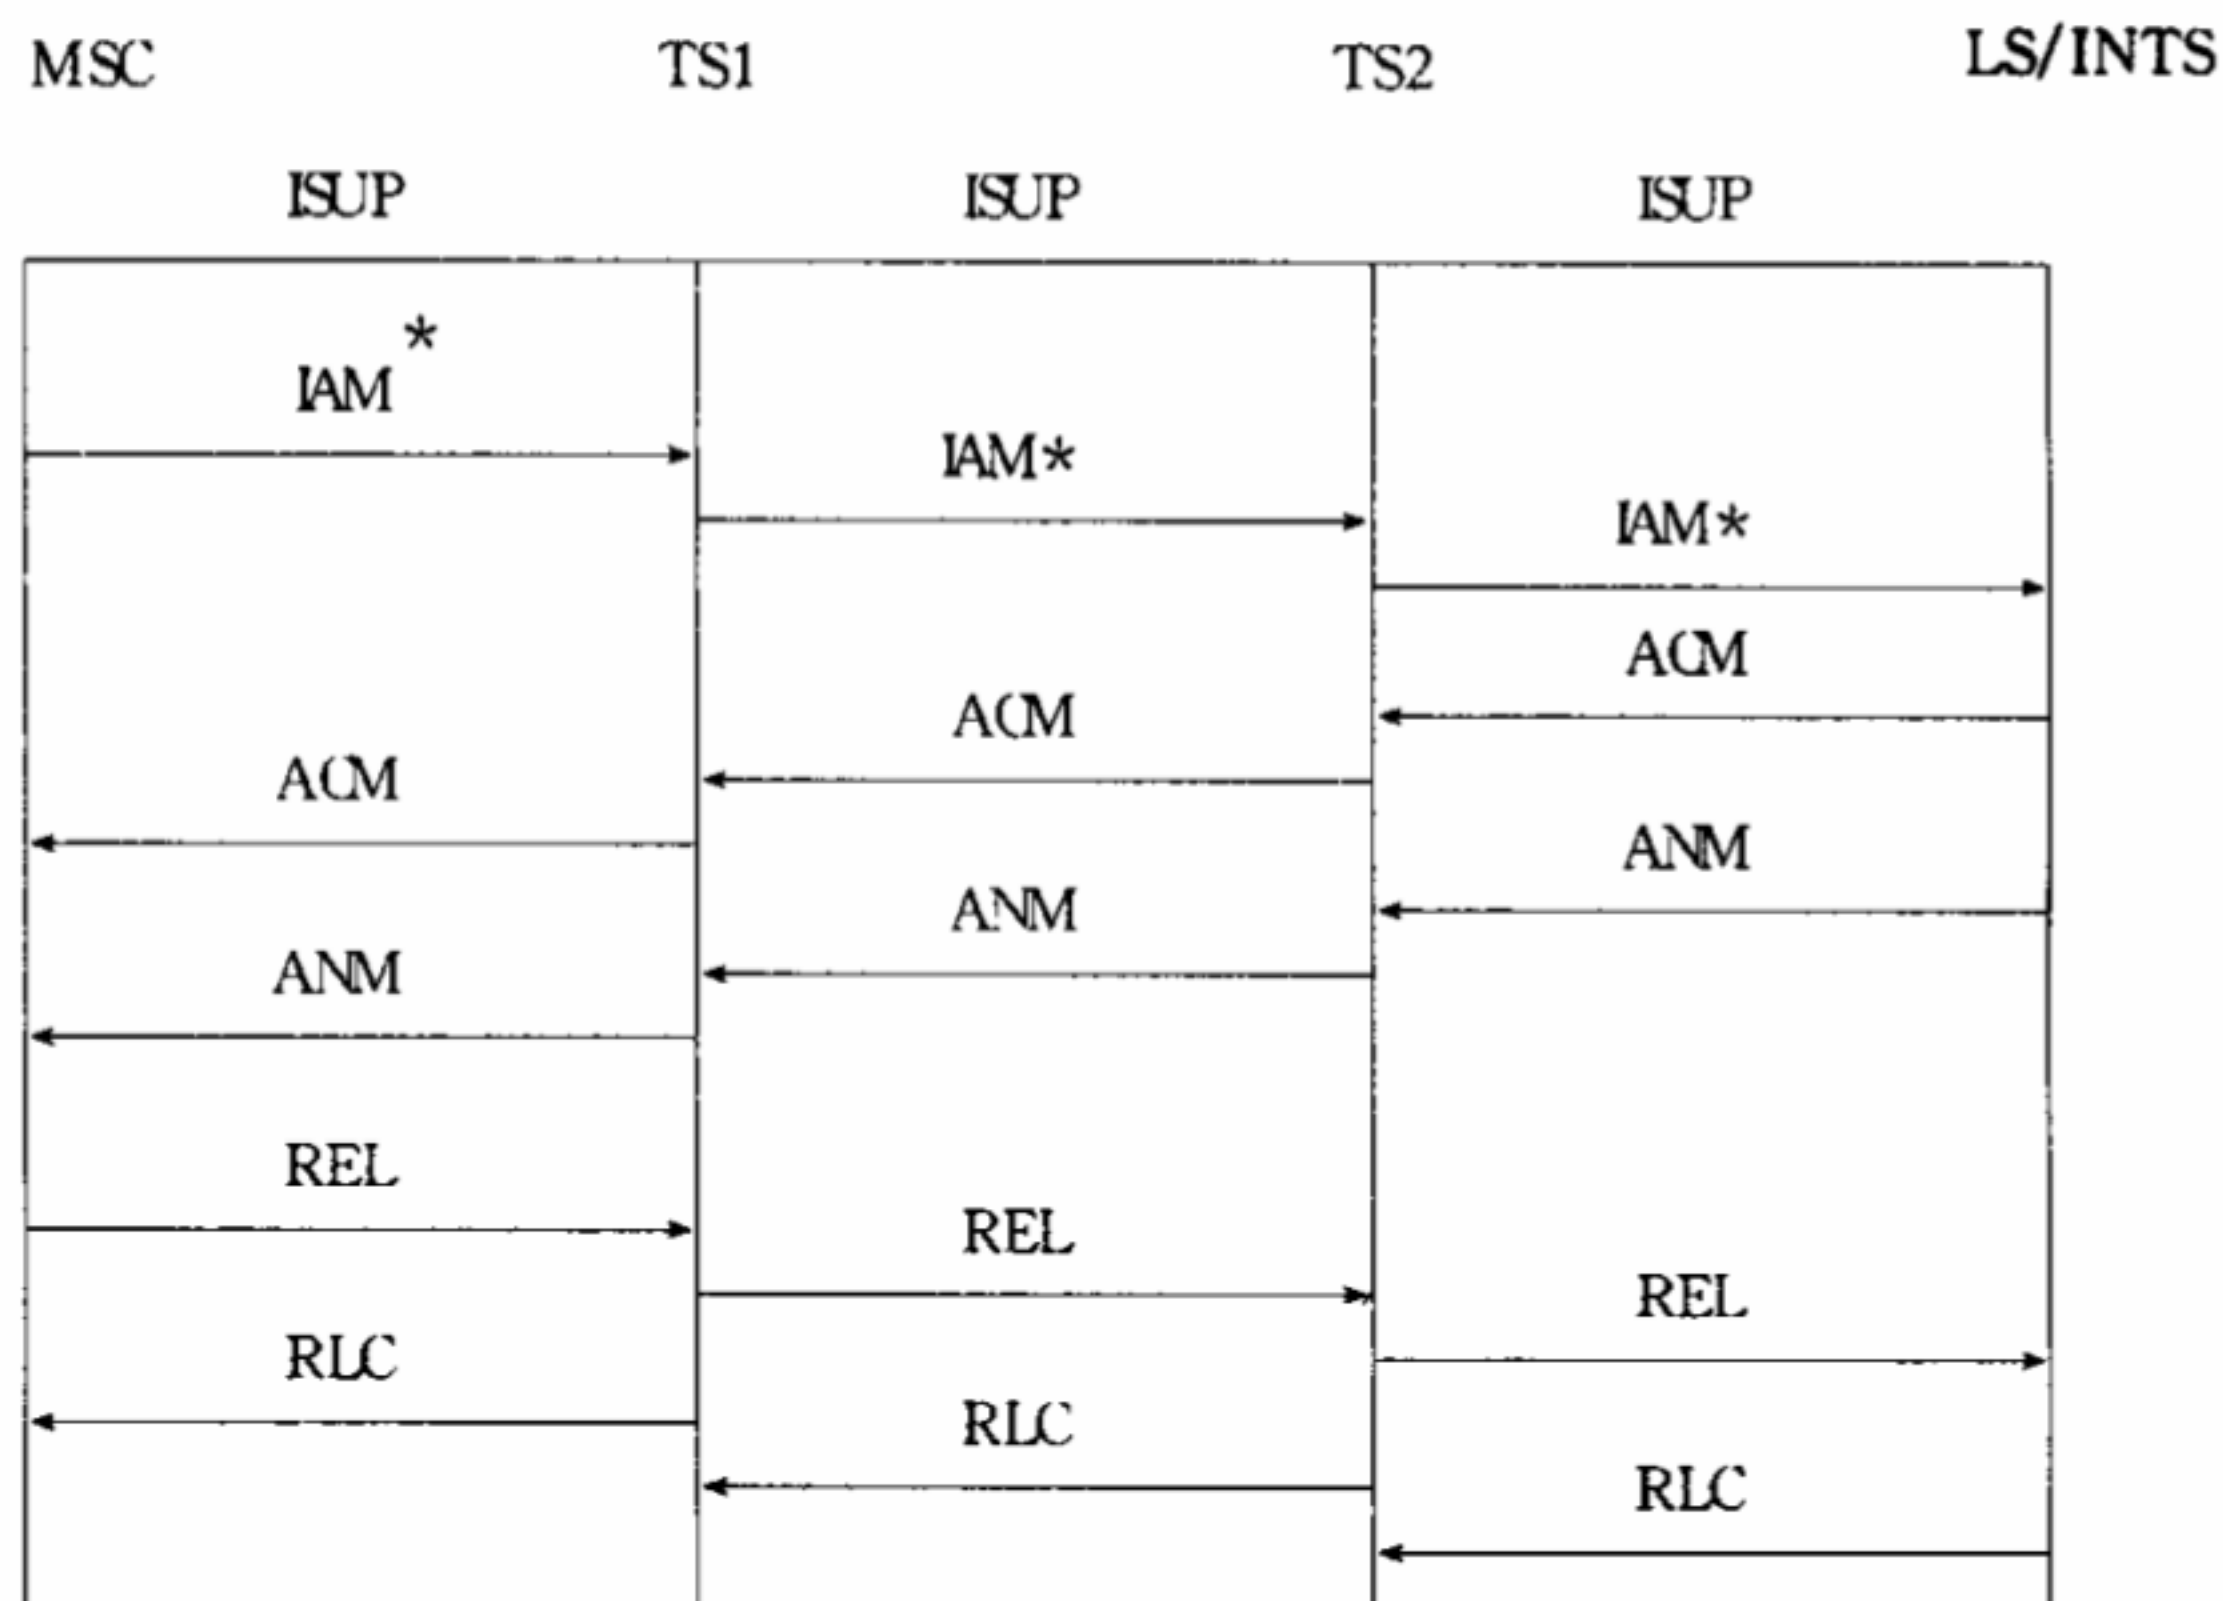 MSC TS1 TS2 LS/INTS
ISUP ISUP ISUP
IAM*
IAM*
IAM*
ACM
ACM
ACM
ANM
ANM
ANM
REL
REL
REL
RLC
RLC
RLC